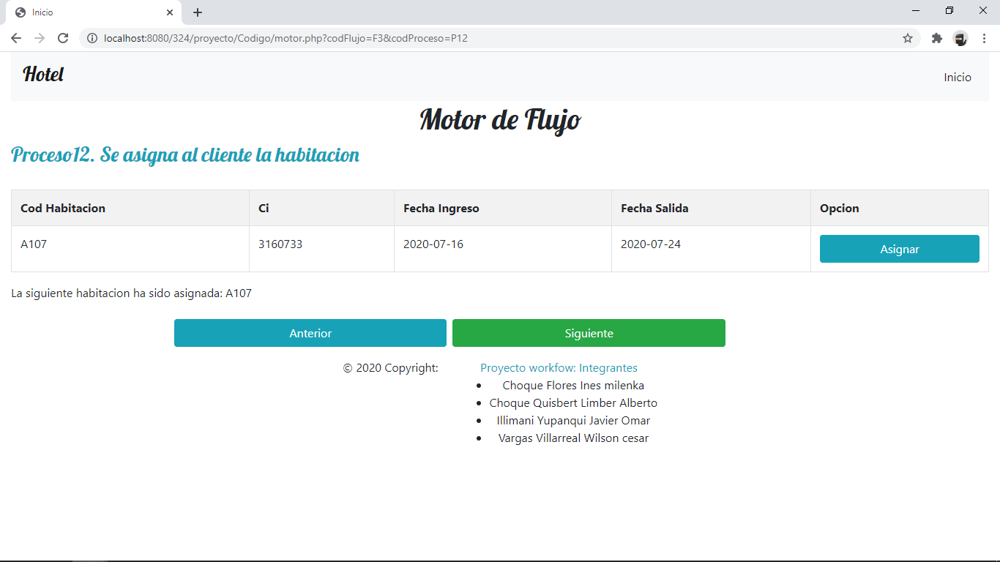 Inicio
localhost:8080/324/proyecto/Codigo/motor.php?codFlujo=F3&codProceso=P12
Hotel
Inicio
Motor de Flujo
Proceso12. Se asigna al cliente la habitacion
Cod Habitacion Ci Fecha Ingreso Fecha Salida Opcion
A107 3160733 2020-07-16 2020-07-24 Asignar
La siguiente habitacion ha sido asignada: A107
Anterior Siguiente
© 2020 Copyright: Proyecto workfow: Integrantes
Choque Flores Ines milenka
Choque Quisbert Limber Alberto
Illimani Yupanqui Javier Omar
Vargas Villarreal Wilson cesar